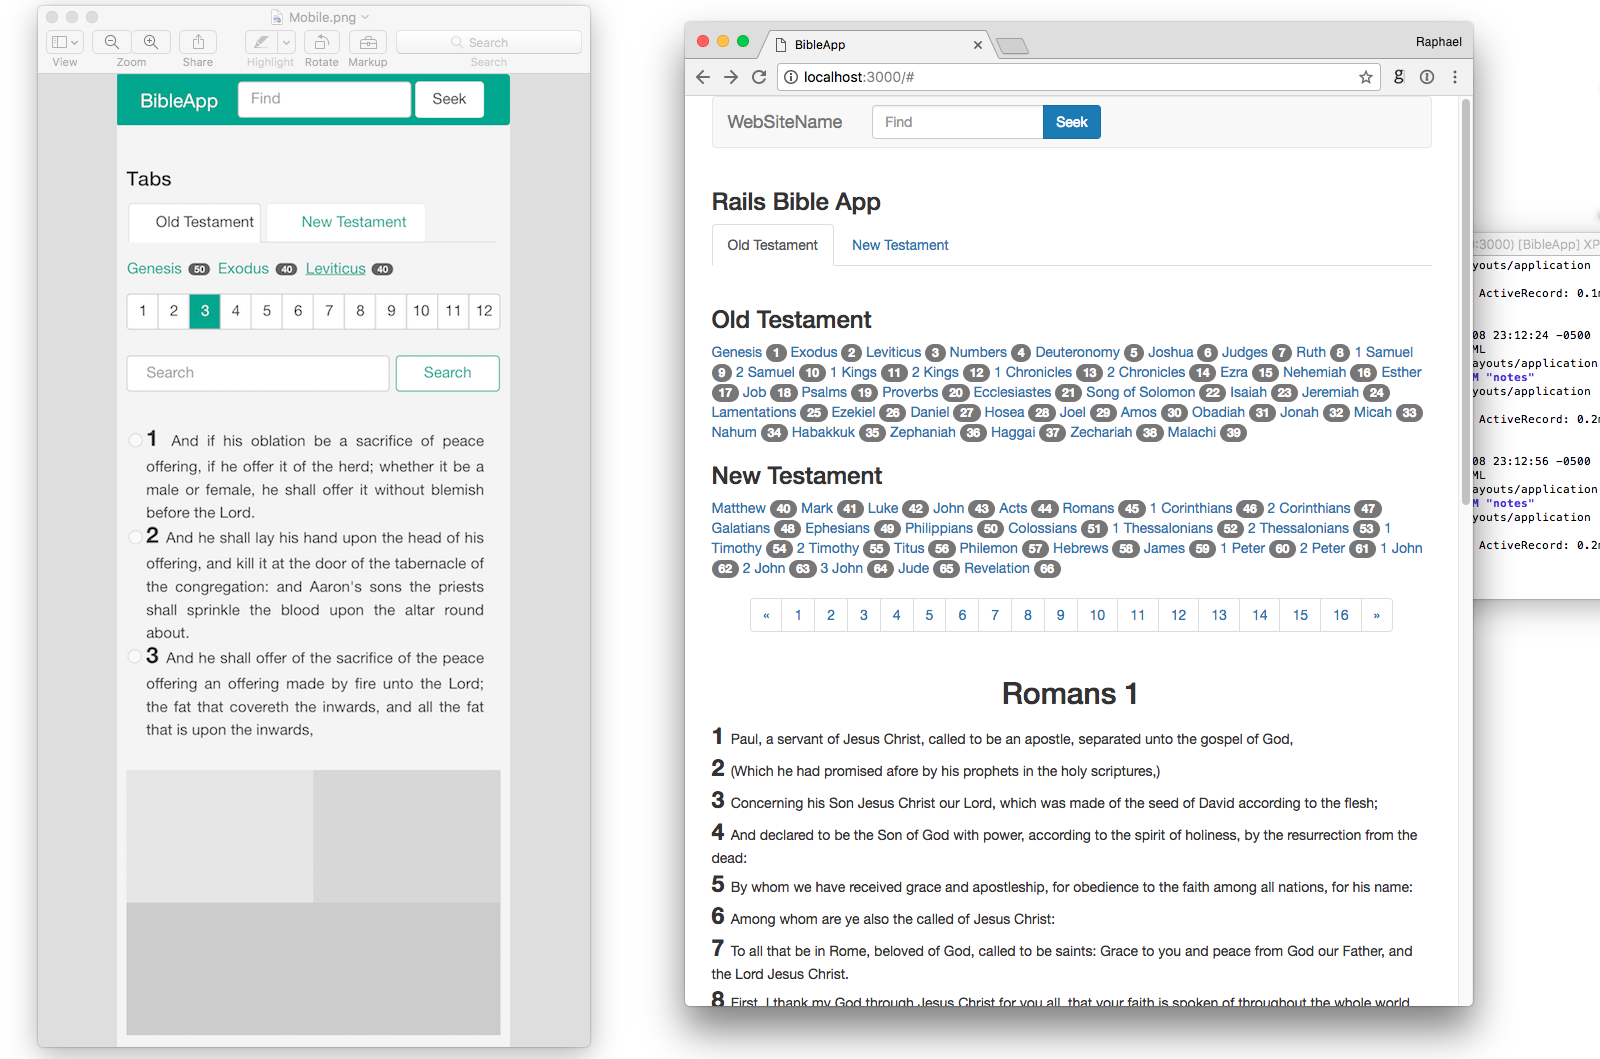 Mobile.png
Search
View
Zoom
Share
Highlight
Rotate
Markup
Search
BibleApp
Find
Seek
Tabs
Old Testament
New Testament
Genesis 50 Exodus 40 Leviticus 40
1 2 3 4 5 6 7 8 9 10 11 12
Search
Search
1 And if his oblation be a sacrifice of peace
offering, if he offer it of the herd; whether it be a
male or female, he shall offer it without blemish
before the Lord.
2 And he shall lay his hand upon the head of his
offering, and kill it at the door of the tabernacle of
the congregation: and Aaron's sons the priests
shall sprinkle the blood upon the altar round
about.
3 And he shall offer of the sacrifice of the peace
offering an offering made by fire unto the Lord;
the fat that covereth the inwards, and all the fat
that is upon the inwards,
BibleApp
Raphael
localhost:3000/#
WebSiteName
Find
Seek
Rails Bible App
Old Testament
New Testament
Old Testament
Genesis 1 Exodus 2 Leviticus 3 Numbers 4 Deuteronomy 5 Joshua 6 Judges 7 Ruth 8 1 Samuel
9 2 Samuel 10 1 Kings 11 2 Kings 12 1 Chronicles 13 2 Chronicles 14 Ezra 15 Nehemiah 16 Esther
17 Job 18 Psalms 19 Proverbs 20 Ecclesiastes 21 Song of Solomon 22 Isaiah 23 Jeremiah 24
Lamentations 25 Ezekiel 26 Daniel 27 Hosea 28 Joel 29 Amos 30 Obadiah 31 Jonah 32 Micah 33
Nahum 34 Habakkuk 35 Zephaniah 36 Haggai 37 Zechariah 38 Malachi 39
New Testament
Matthew 40 Mark 41 Luke 42 John 43 Acts 44 Romans 45 1 Corinthians 46 2 Corinthians 47
Galatians 48 Ephesians 49 Philippians 50 Colossians 51 1 Thessalonians 52 2 Thessalonians 53 1
Timothy 54 2 Timothy 55 Titus 56 Philemon 57 Hebrews 58 James 59 1 Peter 60 2 Peter 61 1 John
62 2 John 63 3 John 64 Jude 65 Revelation 66
« 1 2 3 4 5 6 7 8 9 10 11 12 13 14 15 16 »
Romans 1
1 Paul, a servant of Jesus Christ, called to be an apostle, separated unto the gospel of God,
2 (Which he had promised afore by his prophets in the holy scriptures,)
3 Concerning his Son Jesus Christ our Lord, which was made of the seed of David according to the flesh;
4 And declared to be the Son of God with power, according to the spirit of holiness, by the resurrection from the
dead:
5 By whom we have received grace and apostleship, for obedience to the faith among all nations, for his name:
6 Among whom are ye also the called of Jesus Christ:
7 To all that be in Rome, beloved of God, called to be saints: Grace to you and peace from God our Father, and
the Lord Jesus Christ.
8 First, I thank my God through Jesus Christ for you all, that your faith is spoken of throughout the whole world.
:3000) [BibleApp] XP
youts/application
ActiveRecord: 0.1m
08 23:12:24 -0500
ML
ayouts/application
M "notes"
youts/application
ActiveRecord: 0.2m
08 23:12:56 -0500
ML
ayouts/application
M "notes"
youts/application
ActiveRecord: 0.2m